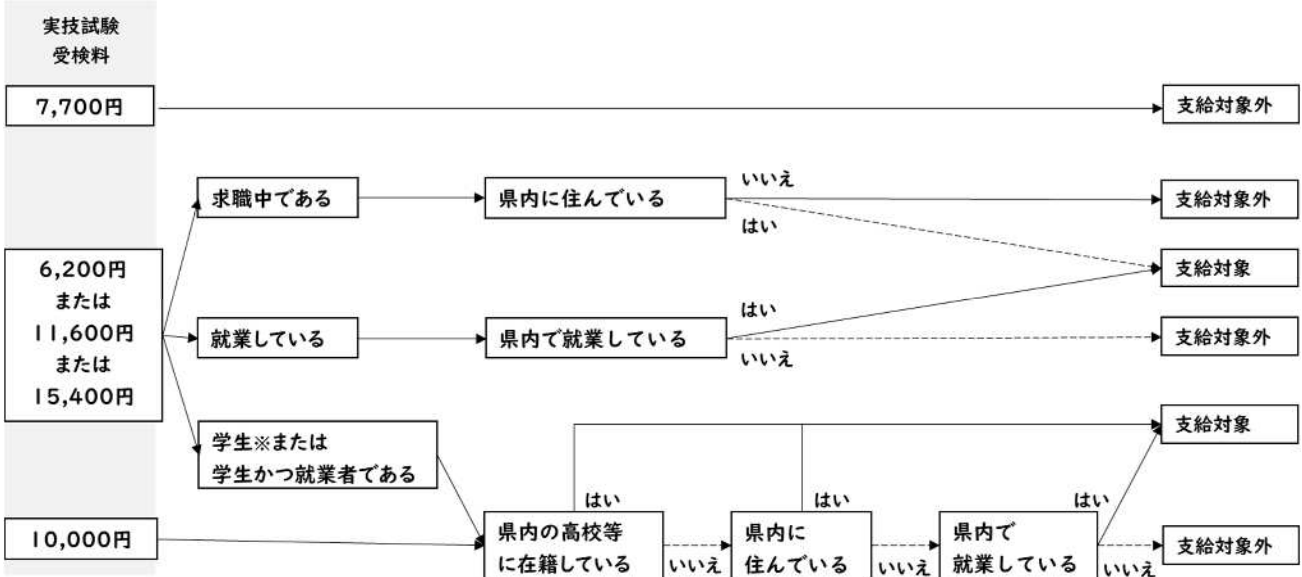 実技試験
受検料
7,700円
支給対象外
求職中である
県内に住んでいる
いいえ
はい
支給対象外
6,200円
または
11,600円
または
15,400円
支給対象
就業している
県内で就業している
はい
いいえ
支給対象外
学生※または
学生かつ就業者である
支給対象
10,000円
県内の高校等
に在籍している
はい
いいえ
県内に
住んでいる
はい
いいえ
県内で
就業している
はい
いいえ
支給対象外